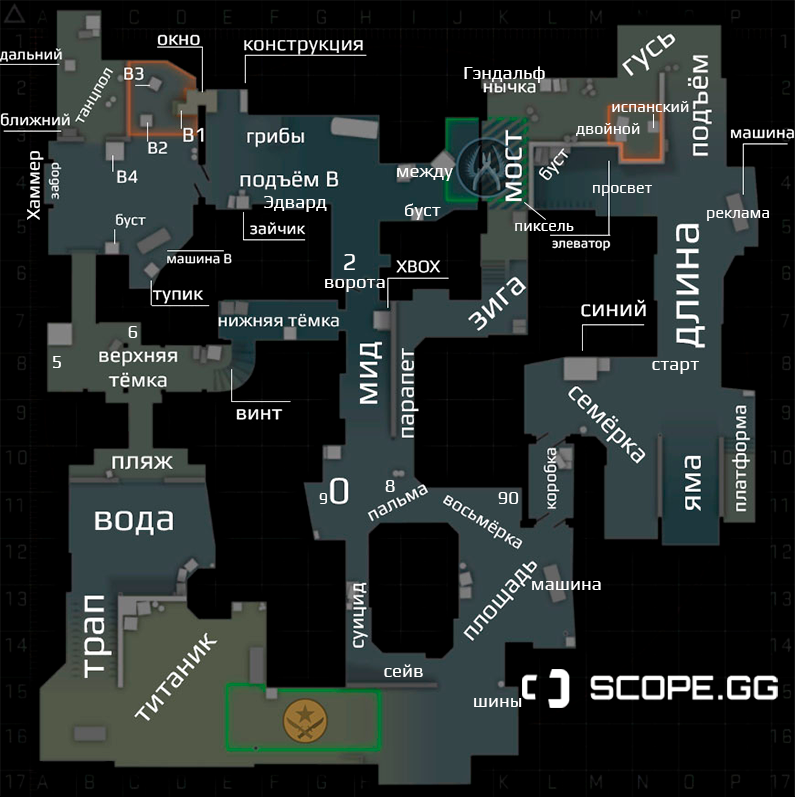 окно
конструкция
дальний
танцпол
B3
B1
B2
ближний
B4
Хаммер
забор
грибы
подъём B
Эдвард
зайчик
буст
машина B
тупик
2
ворота
между
буст
XBOX
Гэндальф
нычка
гусь
испанский
двойной
подъём
машина
МОСТ
буст
просвет
пиксель
элеватор
реклама
длина
зига
синий
старт
5
6
верхняя
тёмка
нижняя тёмка
винт
мид
парапет
семёрка
коробка
яма
платформа
пляж
вода
90
8
пальма
восьмёрка
90
трап
титаник
суицид
сейв
площадь
машина
шины
SCOPE.GG
A B C D E F G H I J K L M N O P
1
2
3
4
5
6
7
8
9
10
11
12
13
14
15
16
17